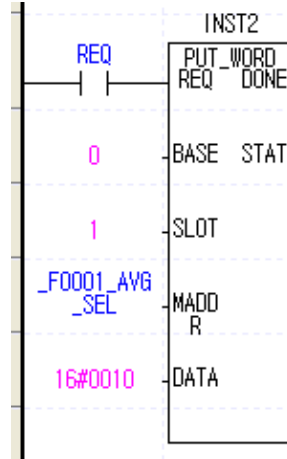 INST2
REQ
PUT_WORD
REQ DONE
0
BASE STAT
1
SLOT
_F0001_AVG
_SEL
MADD
R
16#0010
DATA